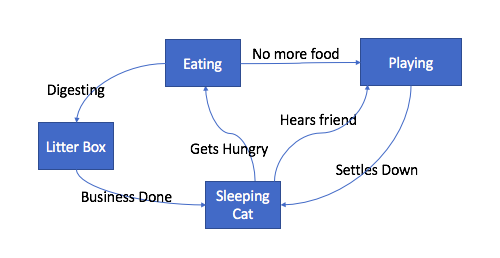 No more food
Eating
Playing
Digesting
Hears friend
Litter Box
Gets Hungry
Settles Down
Business Done
Sleeping
Cat